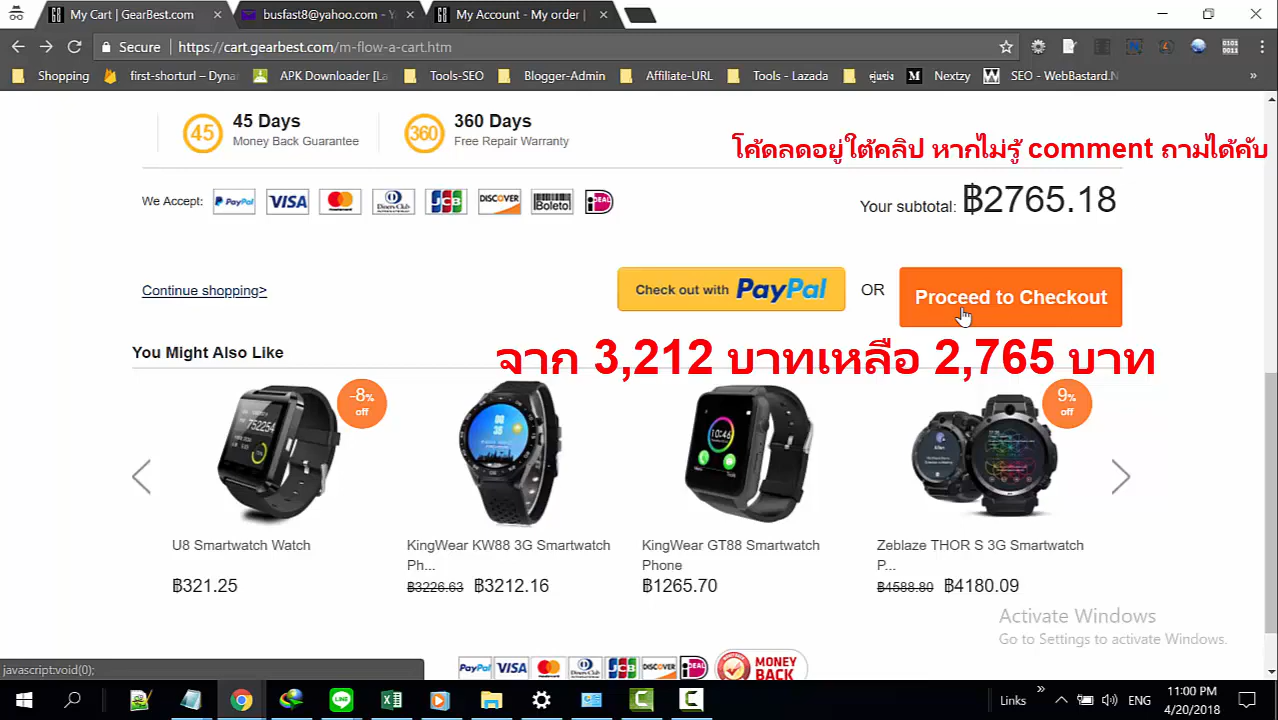 My Cart | GearBest.com
busfast8@yahoo.com - Y
My Account - My order |
Secure
https://cart.gearbest.com/m-flow-a-cart.htm
Shopping
first-shorturl – Dyna
APK Downloader [La
Tools-SEO
Blogger-Admin
Affiliate-URL
Tools - Lazada
คู่แข่ง
Nextzy
SEO - WebBastard.N
45
45 Days
Money Back Guarantee
360
360 Days
Free Repair Warranty
โค้ดลดอยู่ใต้คลิป หากไม่รู้ comment ถามได้คับ
We Accept:
PayPal
VISA
MasterCard
Diners Club
JCB
DISCOVER
Boleto
iDEAL
Your subtotal: ฿2765.18
Continue shopping>
Check out with PayPal
OR
Proceed to Checkout
You Might Also Like
จาก 3,212 บาทเหลือ 2,765 บาท
-8% off
9% off
U8 Smartwatch Watch
฿321.25
KingWear KW88 3G Smartwatch
Ph...
฿3226.63 ฿3212.16
KingWear GT88 Smartwatch
Phone
฿1265.70
Zeblaze THOR S 3G Smartwatch
P...
฿4588.80 ฿4180.09
Activate Windows
Go to Settings to activate Windows.
javascript:void(0);
PayPal
VISA
JCB
DISCOVER
MONEY
BACK
Links
ENG
11:00 PM
4/20/2018